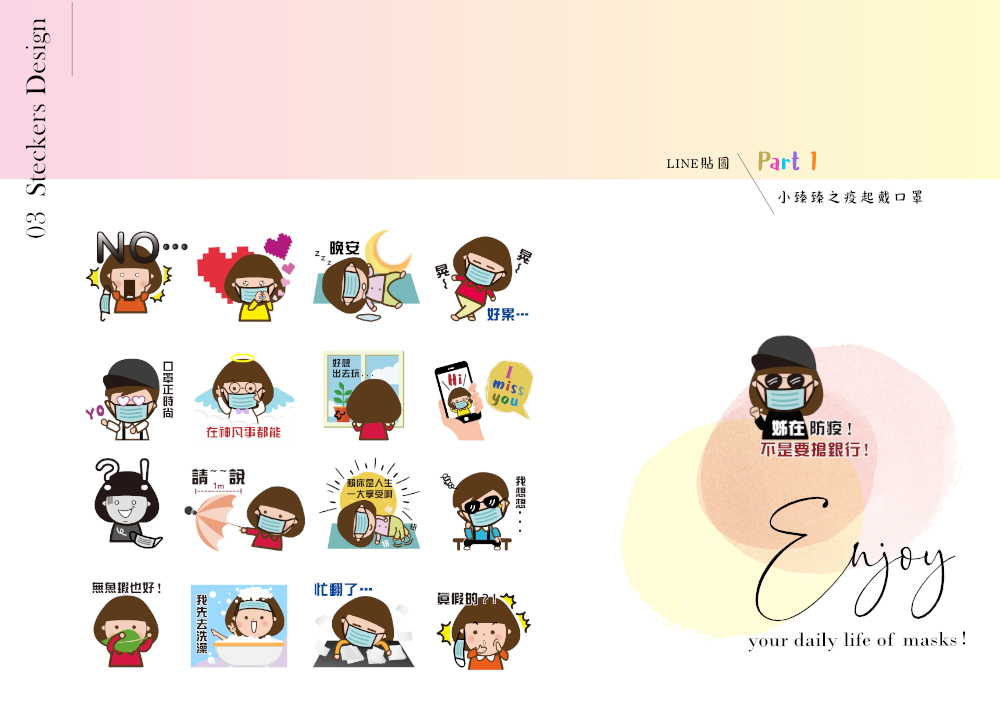 03 Steckers Design
LINE貼圖
Part 1
小臻臻之疫起戴口罩
NO...
z z z
晚安
晃~
晃~
好累...
YO
口罩正時尚
在神凡事都能
好想
出去玩...
Hi
I
miss
you
?!
請~~說
1m
賴你是人生
一大享受啊
我想想...
無魚蝦也好!
我先去洗澡
忙翻了...
真假的?!
姊在防疫!
不是要搶銀行!
Enjoy
your daily life of masks!